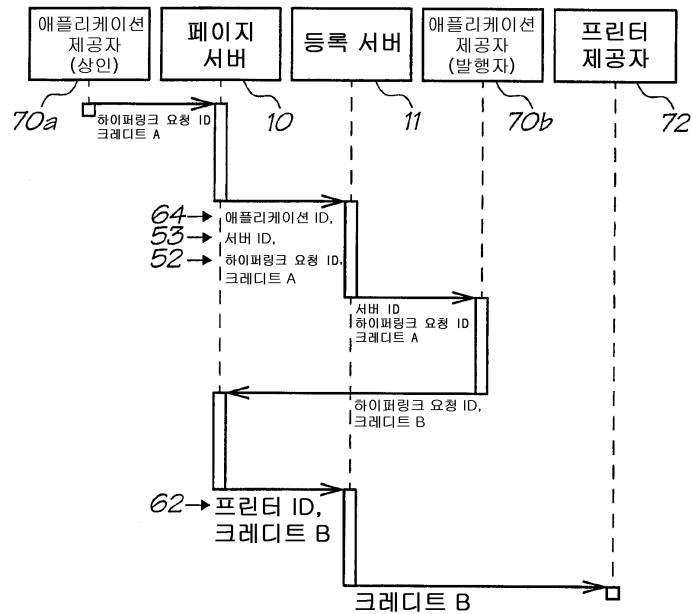 애플리케이션
제공자
(상인)
페이지
서버
등록 서버
애플리케이션
제공자
(발행자)
프린터
제공자
70a
10
11
70b
72
하이퍼링크 요청 ID
크레디트 A
64
애플리케이션 ID,
53
서버 ID,
52
하이퍼링크 요청 ID,
크레디트 A
서버 ID
하이퍼링크 요청 ID
크레디트 A
하이퍼링크 요청 ID,
크레디트 B
62
프린터 ID,
크레디트 B
크레디트 B